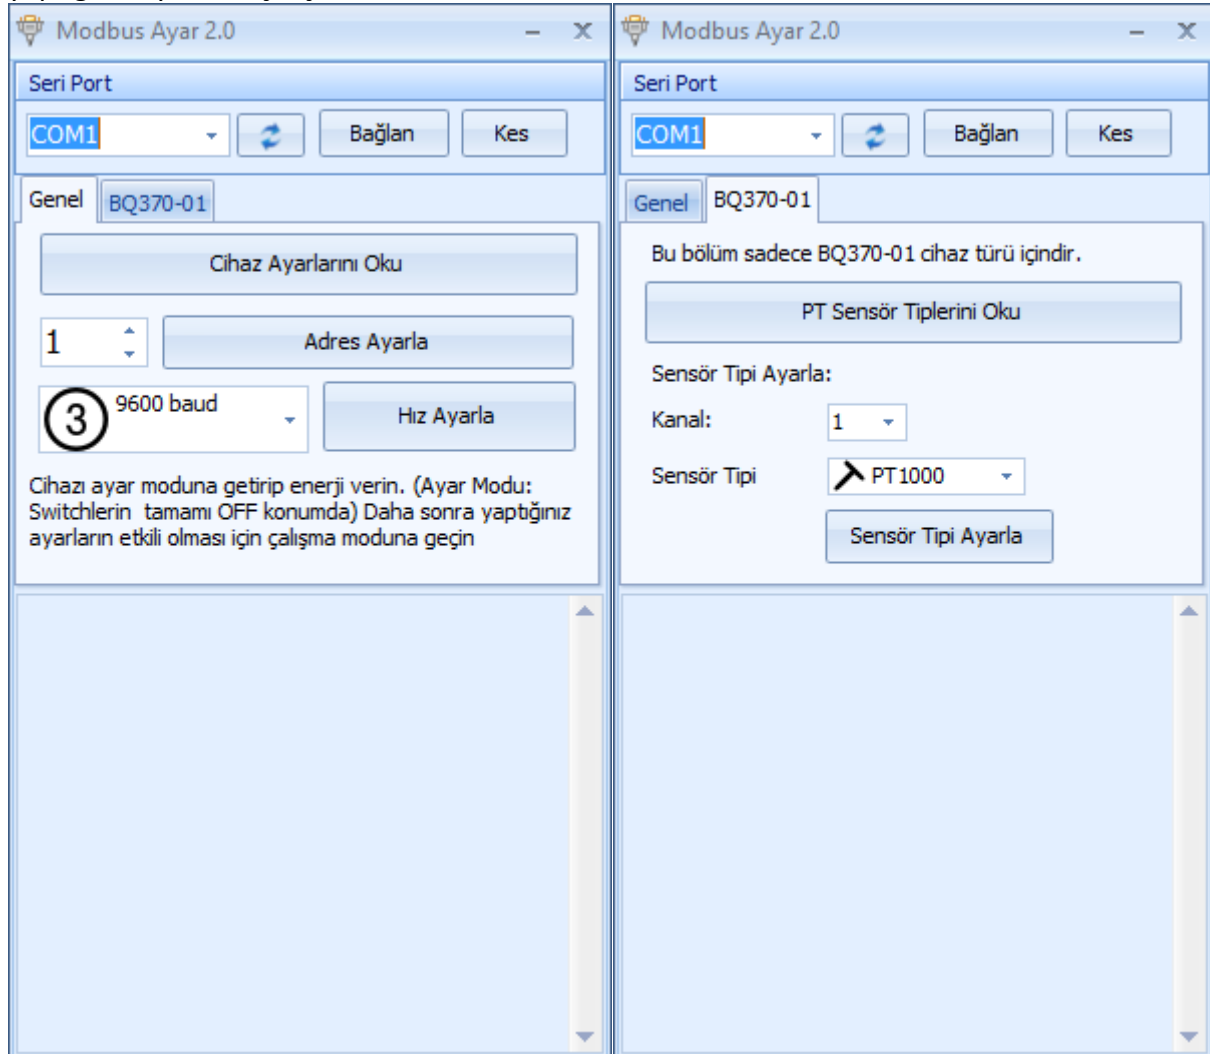 Modbus Ayar 2.0
Seri Port
COM1
Bağlan
Kes
Genel
BQ370-01
Cihaz Ayarlarını Oku
1
Adres Ayarla
3
9600 baud
Hız Ayarla
Cihazı ayar moduna getirip enerji verin. (Ayar Modu:
Switchlerin tamamı OFF konumda) Daha sonra yaptığınız
ayarların etkili olması için çalışma moduna geçin
Modbus Ayar 2.0
Seri Port
COM1
Bağlan
Kes
Genel
BQ370-01
Bu bölüm sadece BQ370-01 cihaz türü içindir.
PT Sensör Tiplerini Oku
Sensör Tipi Ayarla:
Kanal:
1
Sensör Tipi
PT1000
Sensör Tipi Ayarla